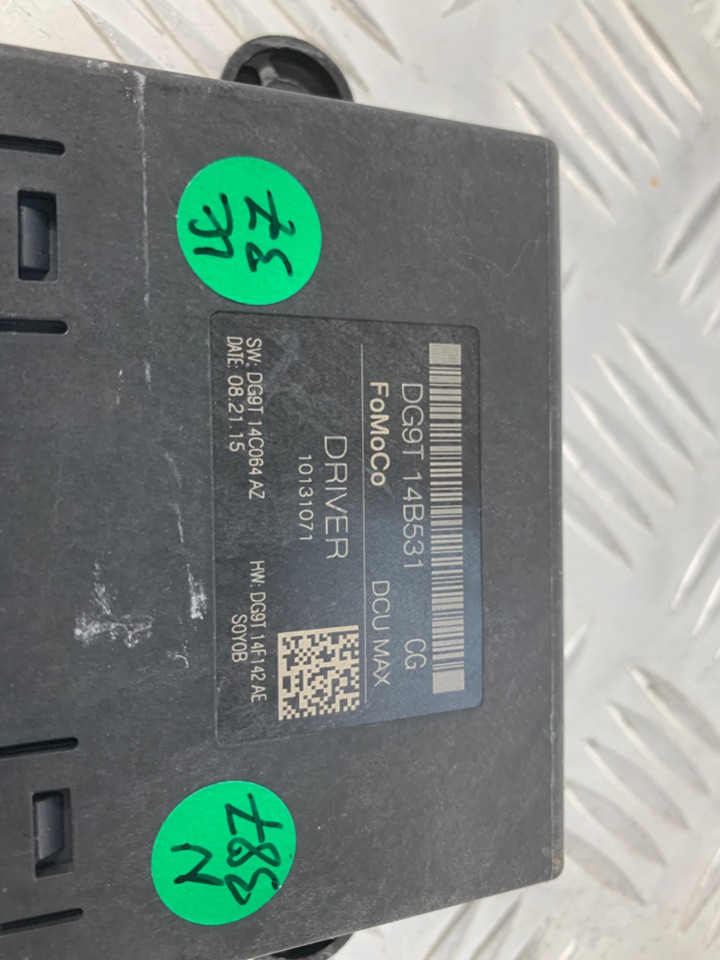 DG9T 14B531 CG
FoMoCo DCU MAX
DRIVER
10131071
SW: DG9T 14C064 AZ HW: DG9T 14F142 AE
DATE: 08.21.15 S0Y0B